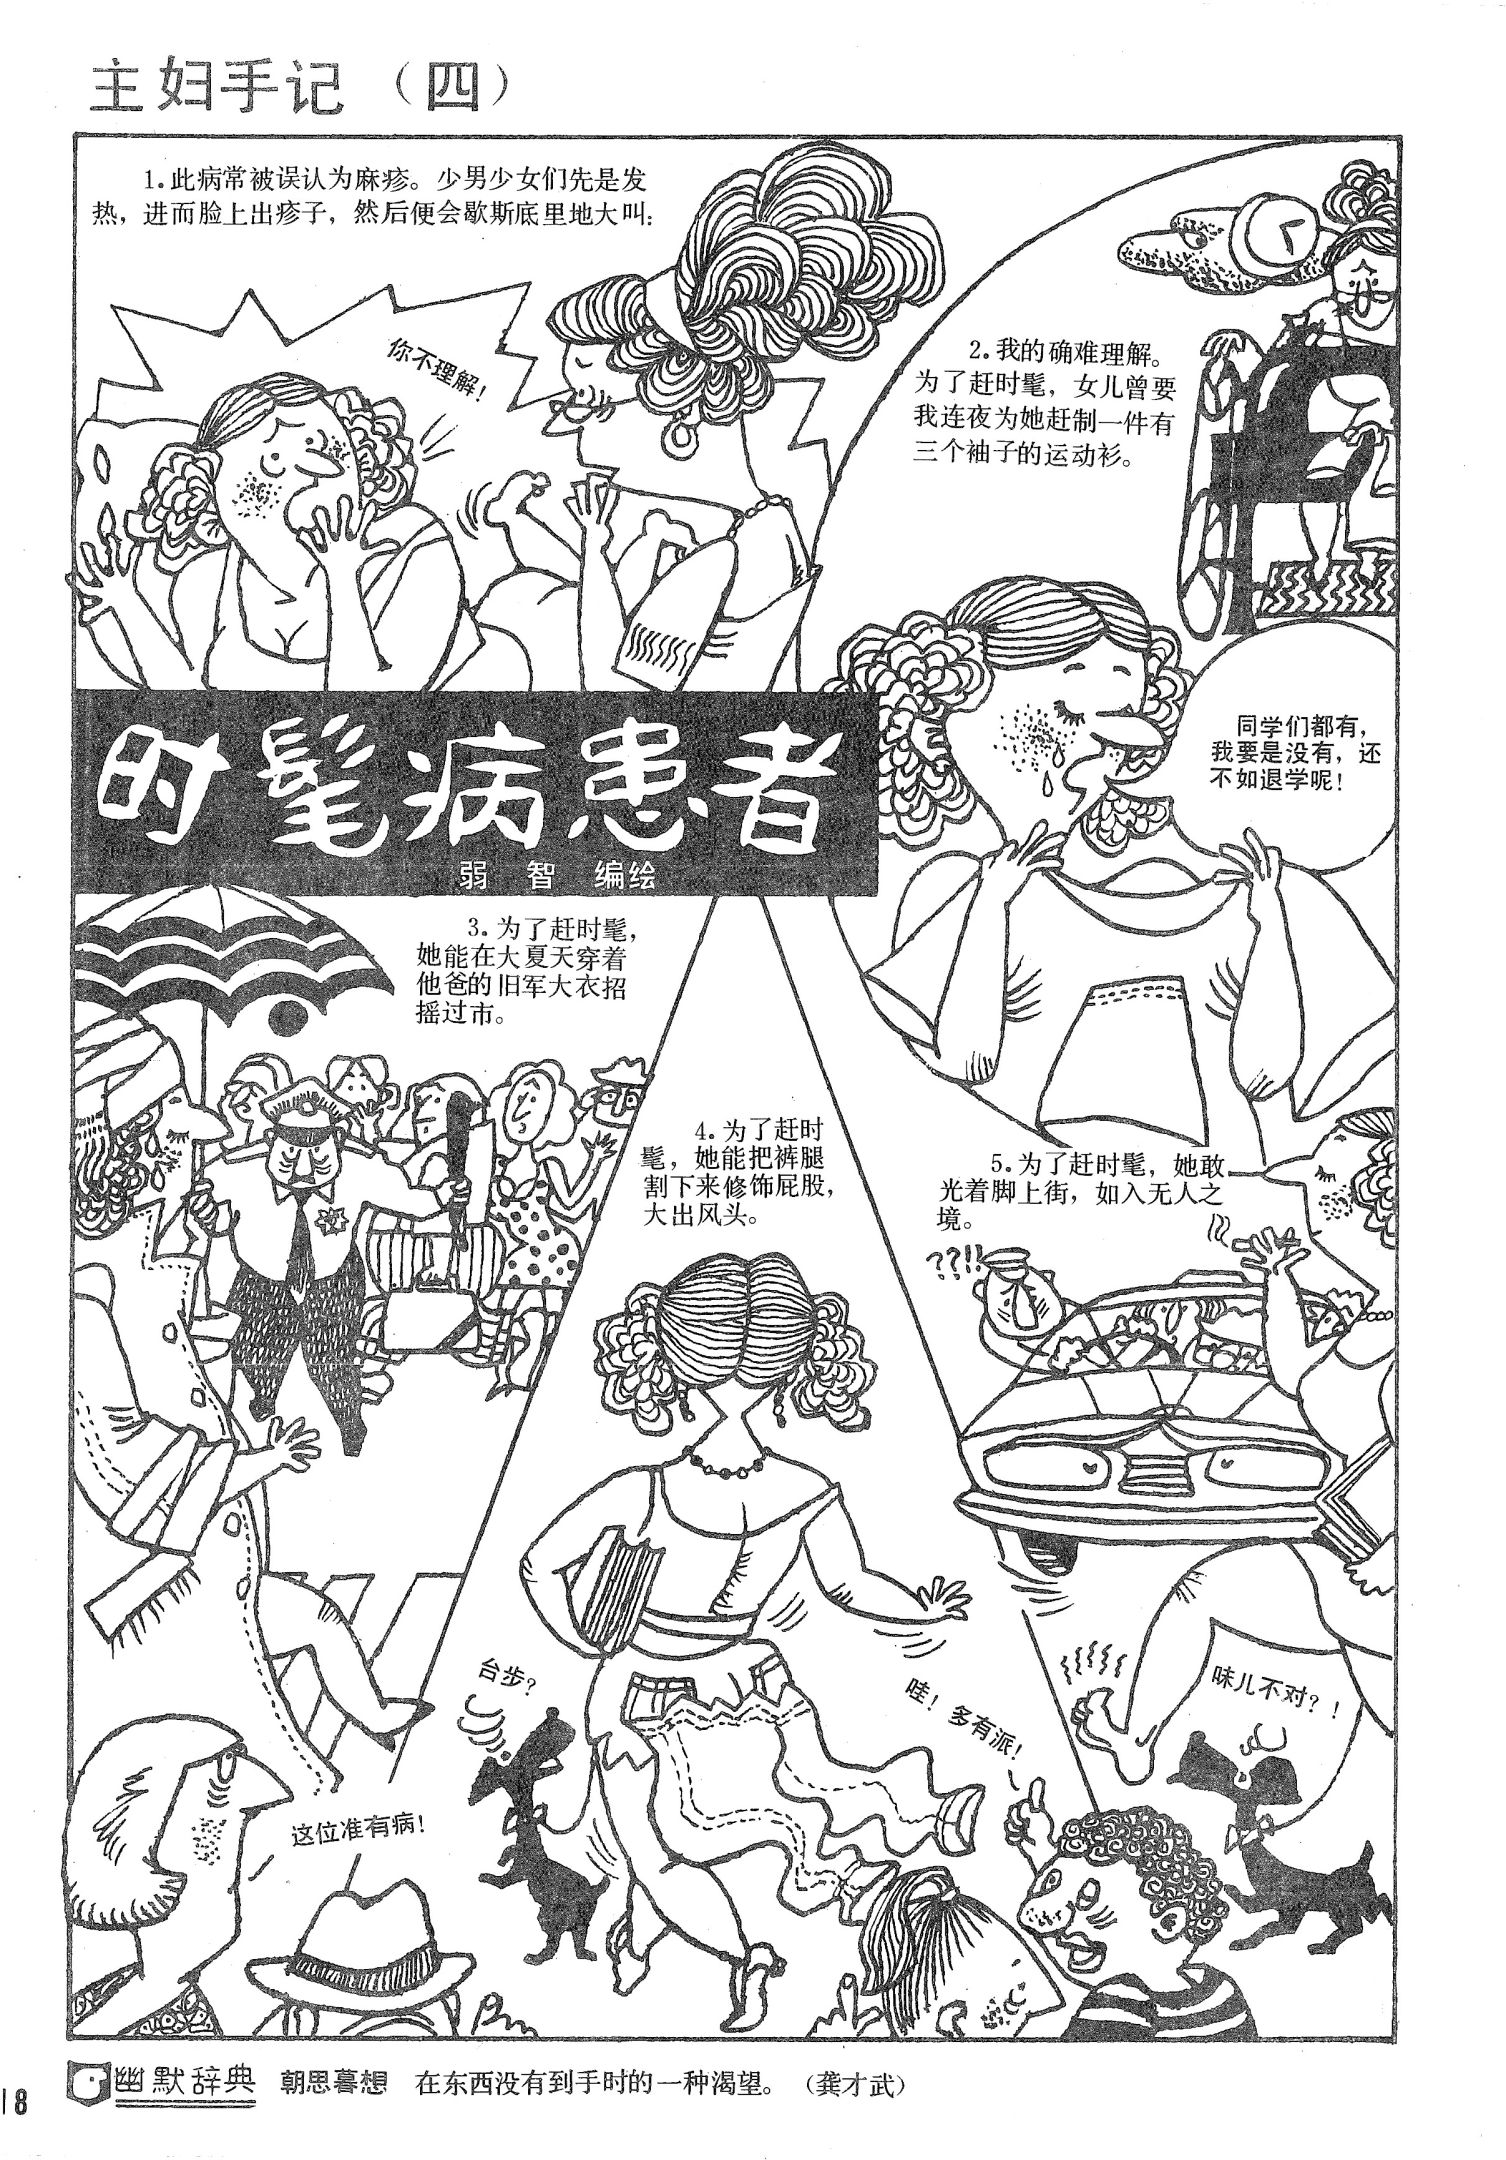 主妇手记（四）
1.此病常被误认为麻疹。少男少女们先是发
热，进而脸上出疹子，然后便会歇斯底里地大叫：
你不理解！
2.我的确难理解。
为了赶时髦，女儿曾要
我连夜为她赶制一件有
三个袖子的运动衫。
同学们都有，
我要是没有，还
不如退学呢！
时髦病患者
弱智 编绘
3.为了赶时髦，
她能在大夏天穿着
他爸的旧军大衣招
摇过市。
4.为了赶时
髦，她能把裤腿
割下来修饰屁股，
大出风头。
5.为了赶时髦，她敢
光着脚上街，如入无人之
境。
??!!
台步？
哇！多有派！
味儿不对？！
这位准有病！
幽默辞典 朝思暮想 在东西没有到手时的一种渴望。（龚才武）
18